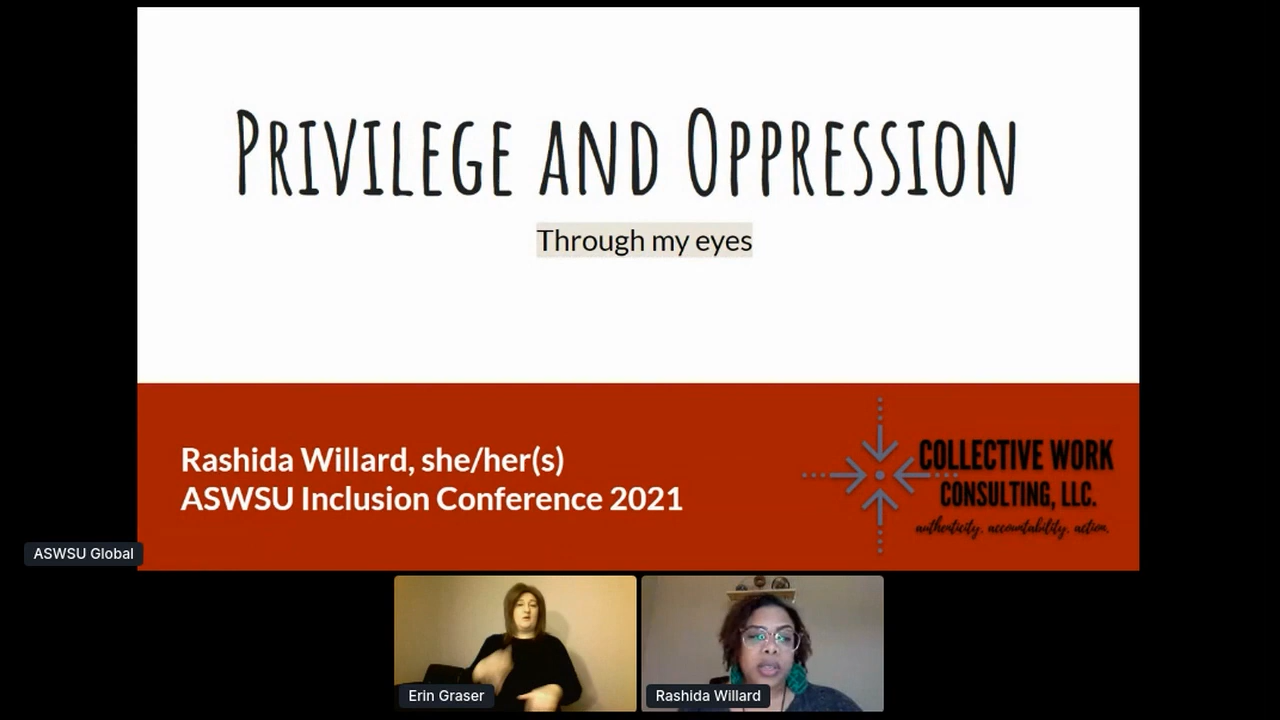 PRIVILEGE AND OPPRESSION
Through my eyes
Rashida Willard, she/her(s)
ASWSU Inclusion Conference 2021
COLLECTIVE WORK
CONSULTING, LLC.
authenticity. accountability. action.
ASWSU Global
Erin Graser
Rashida Willard